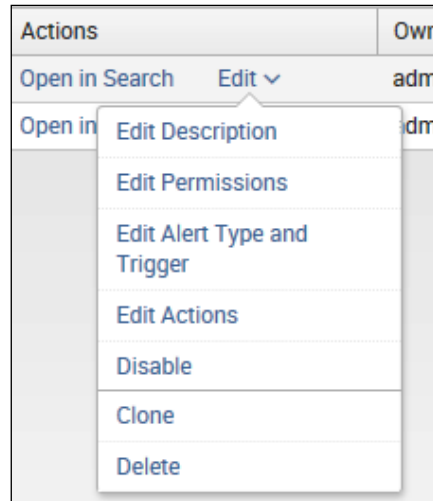 Actions Own
Open in Search Edit adm
Open in dm
Edit Description
Edit Permissions
Edit Alert Type and
Trigger
Edit Actions
Disable
Clone
Delete